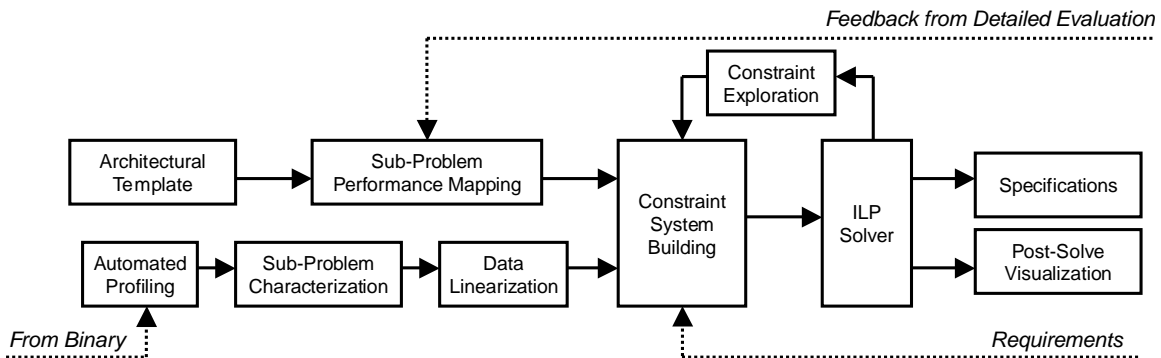 Feedback from Detailed Evaluation
Constraint
Exploration
Architectural
Template
Sub-Problem
Performance Mapping
Constraint
System
Building
ILP
Solver
Specifications
Automated
Profiling
Sub-Problem
Characterization
Data
Linearization
Post-Solve
Visualization
From Binary
Requirements